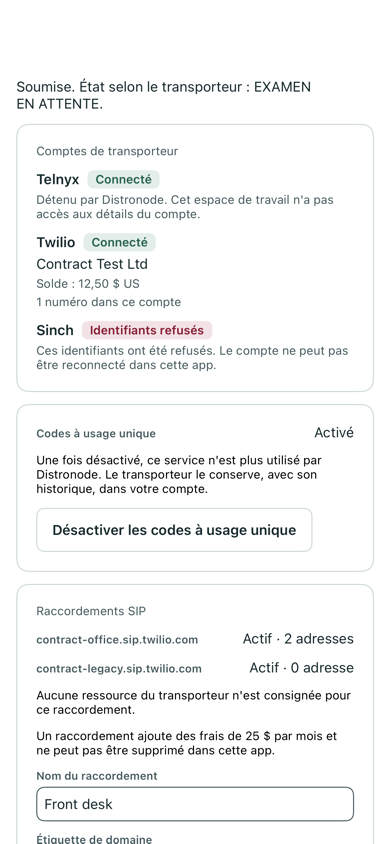 Soumise. État selon le transporteur : EXAMEN
EN ATTENTE.
Comptes de transporteur
Telnyx Connecté
Détenu par Distronode. Cet espace de travail n'a pas
accès aux détails du compte.
Twilio Connecté
Contract Test Ltd
Solde : 12,50 $ US
1 numéro dans ce compte
Sinch Identifiants refusés
Ces identifiants ont été refusés. Le compte ne peut pas
être reconnecté dans cette app.
Codes à usage unique Activé
Une fois désactivé, ce service n'est plus utilisé par
Distronode. Le transporteur le conserve, avec son
historique, dans votre compte.
Désactiver les codes à usage unique
Raccordements SIP
contract-office.sip.twilio.com Actif · 2 adresses
contract-legacy.sip.twilio.com Actif · 0 adresse
Aucune ressource du transporteur n'est consignée pour
ce raccordement.
Un raccordement ajoute des frais de 25 $ par mois et
ne peut pas être supprimé dans cette app.
Nom du raccordement
Front desk
Étiquette de domaine